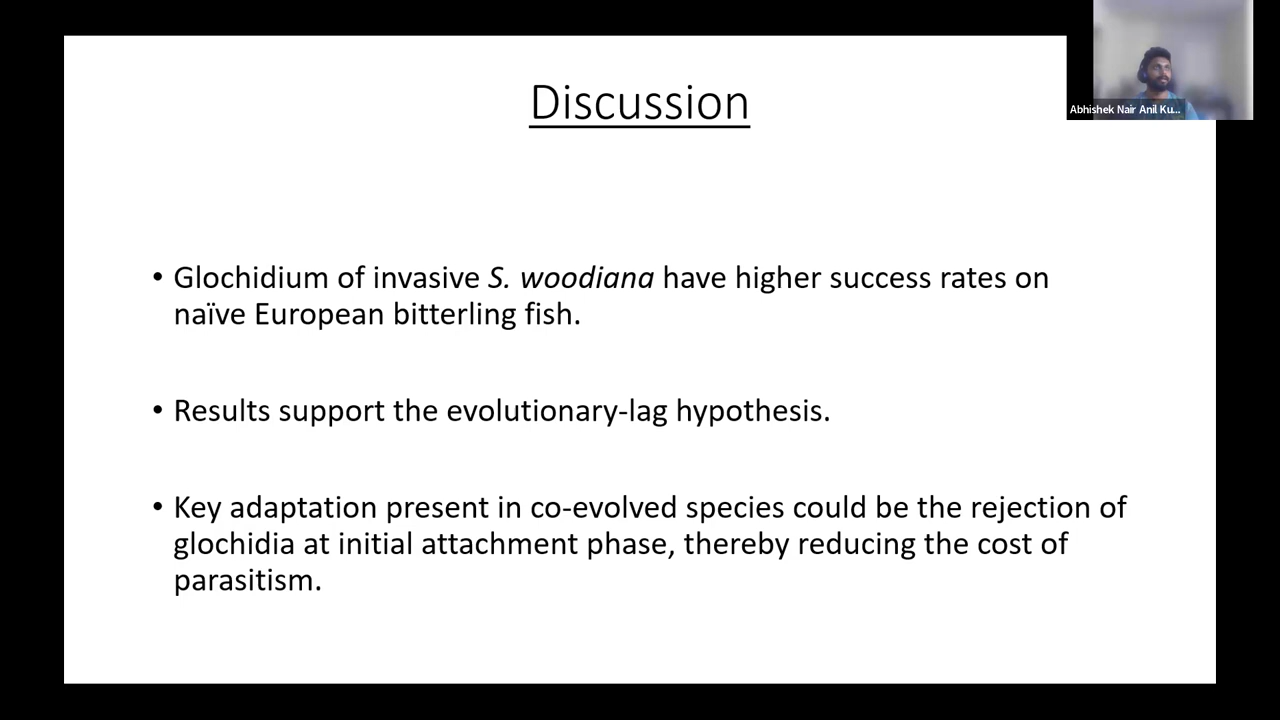 Abhishek Nair Anil Ku...
Discussion
• Glochidium of invasive S. woodiana have higher success rates on
naïve European bitterling fish.
• Results support the evolutionary-lag hypothesis.
• Key adaptation present in co-evolved species could be the rejection of
glochidia at initial attachment phase, thereby reducing the cost of
parasitism.